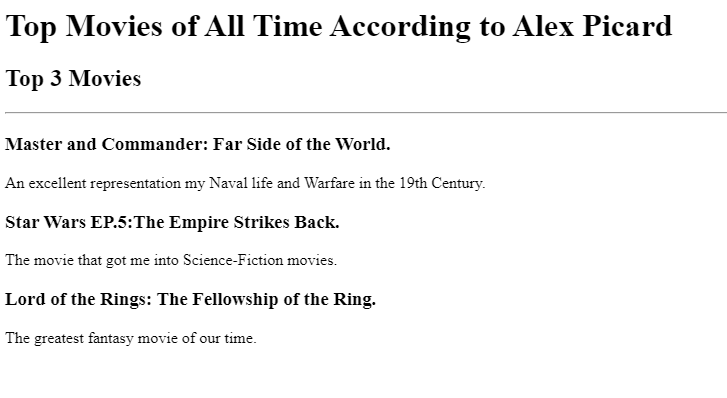 Top Movies of All Time According to Alex Picard
Top 3 Movies
Master and Commander: Far Side of the World.
An excellent representation my Naval life and Warfare in the 19th Century.
Star Wars EP.5:The Empire Strikes Back.
The movie that got me into Science-Fiction movies.
Lord of the Rings: The Fellowship of the Ring.
The greatest fantasy movie of our time.